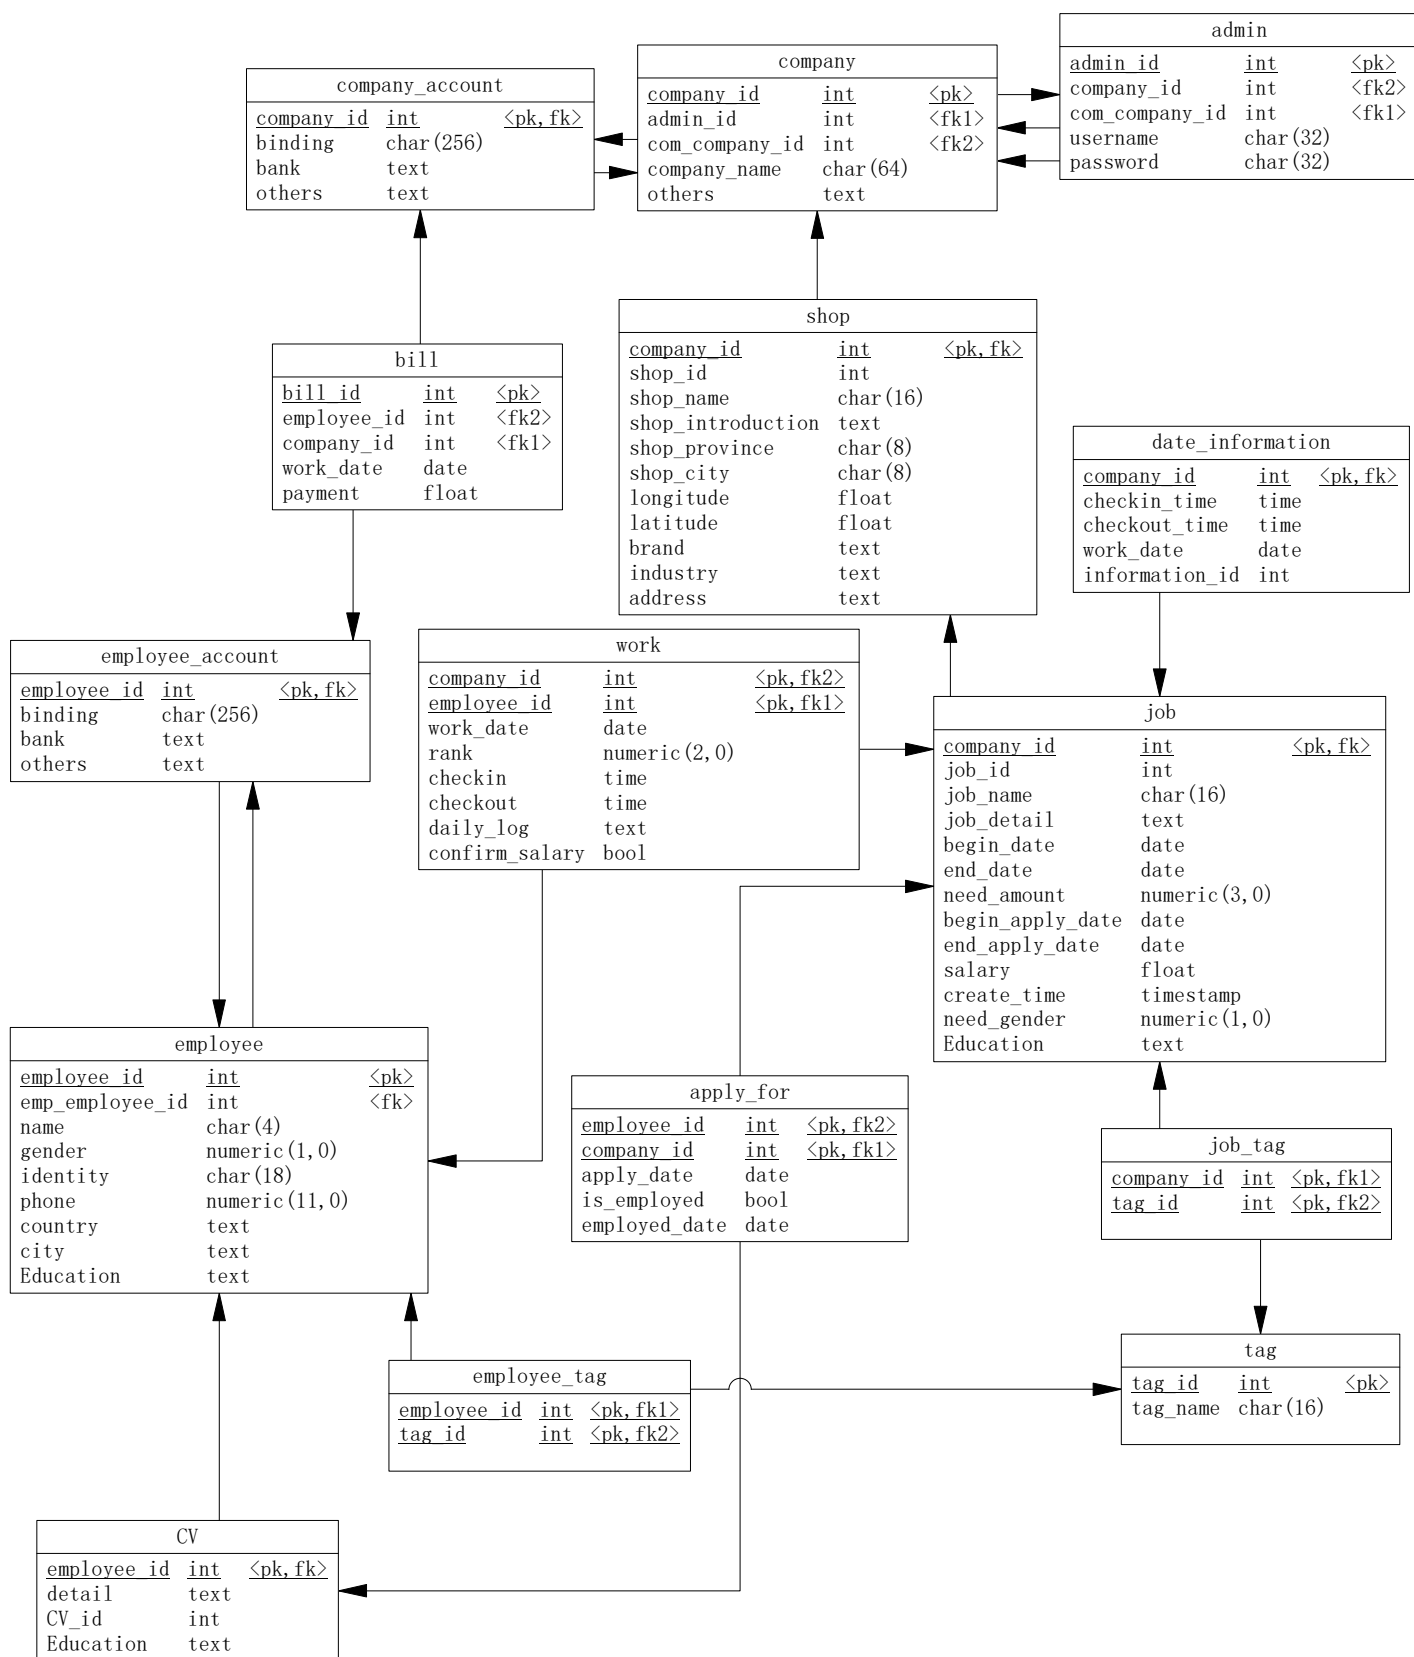 admin
admin_id int <pk>
company_id int <fk2>
com_company_id int <fk1>
username char(32)
password char(32)
company
company_id int <pk>
admin_id int <fk1>
com_company_id int <fk2>
company_name char(64)
others text
company_account
company_id int <pk,fk>
binding char(256)
bank text
others text
shop
company_id int <pk,fk>
shop_id int
shop_name char(16)
shop_introduction text
shop_province char(8)
shop_city char(8)
longitude float
latitude float
brand text
industry text
address text
bill
bill_id int <pk>
employee_id int <fk2>
company_id int <fk1>
work_date date
payment float
date_information
company_id int <pk,fk>
checkin_time time
checkout_time time
work_date date
information_id int
employee_account
employee_id int <pk,fk>
binding char(256)
bank text
others text
work
company_id int <pk,fk2>
employee_id int <pk,fk1>
work_date date
rank numeric(2,0)
checkin time
checkout time
daily_log text
confirm_salary bool
job
company_id int <pk,fk>
job_id int
job_name char(16)
job_detail text
begin_date date
end_date date
need_amount numeric(3,0)
begin_apply_date date
end_apply_date date
salary float
create_time timestamp
need_gender numeric(1,0)
Education text
employee
employee_id int <pk>
emp_employee_id int <fk>
name char(4)
gender numeric(1,0)
identity char(18)
phone numeric(11,0)
country text
city text
Education text
apply_for
employee_id int <pk,fk2>
company_id int <pk,fk1>
apply_date date
is_employed bool
employed_date date
job_tag
company_id int <pk,fk1>
tag_id int <pk,fk2>
tag
tag_id int <pk>
tag_name char(16)
employee_tag
employee_id int <pk,fk1>
tag_id int <pk,fk2>
CV
employee_id int <pk,fk>
detail text
CV_id int
Education text